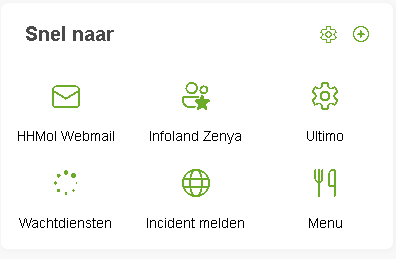 Snel naar
HHMol Webmail
Infoland Zenya
Ultimo
Wachtdiensten
Incident melden
Menu